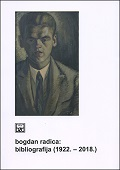 bogdan radica:
bibliografija (1922. – 2018.)